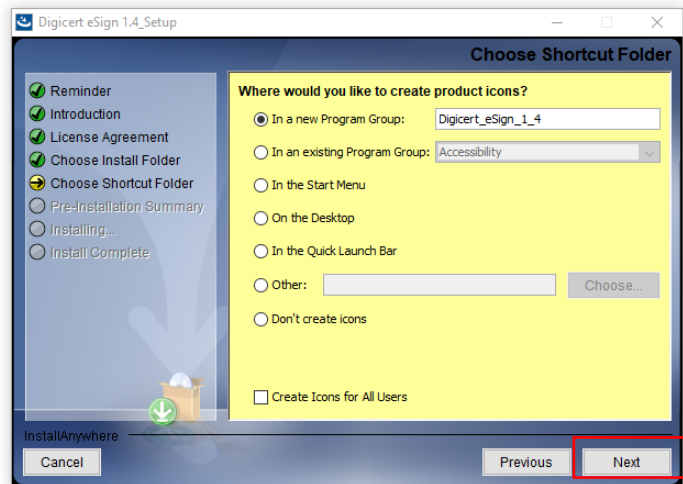 Digicert eSign 1.4_Setup
Choose Shortcut Folder
Reminder
Introduction
License Agreement
Choose Install Folder
Choose Shortcut Folder
Pre-Installation Summary
Installing...
Install Complete
Where would you like to create product icons?
In a new Program Group: Digicert_eSign_1_4
In an existing Program Group: Accessibility
In the Start Menu
On the Desktop
In the Quick Launch Bar
Other: Choose...
Don't create icons
Create Icons for All Users
InstallAnywhere
Cancel Previous Next